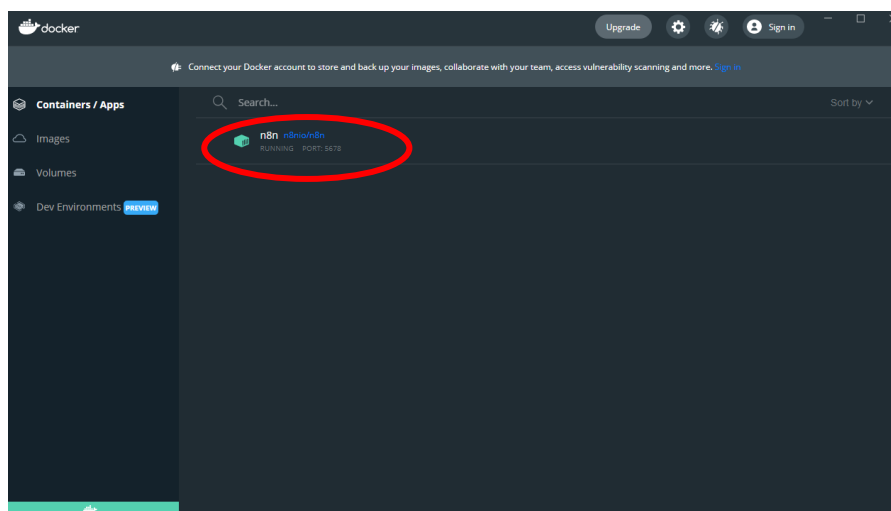 docker
Upgrade
Sign in
Connect your Docker account to store and back up your images, collaborate with your team, access vulnerability scanning and more. Sign in
Containers / Apps
Images
Volumes
Dev Environments PREVIEW
Search...
Sort by
n8n n8nio/n8n
RUNNING PORT: 5678